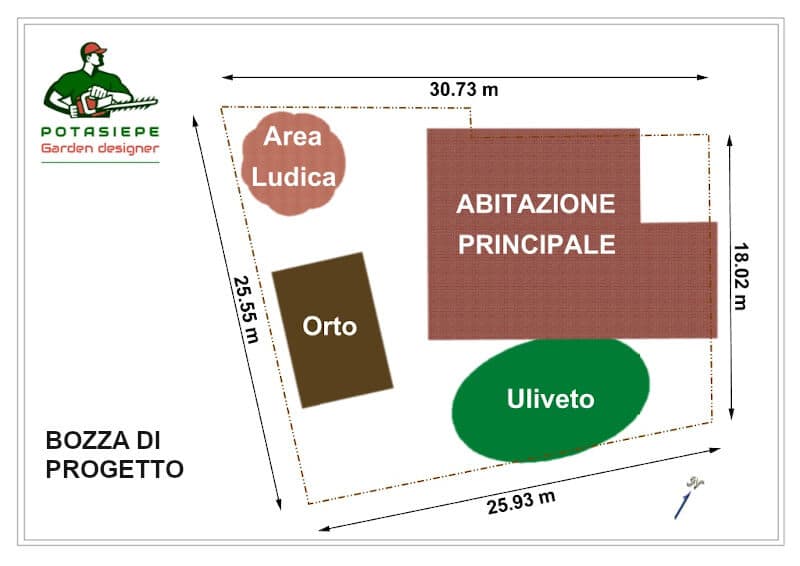 POTASIEPE
Garden designer
30.73 m
Area
Ludica
ABITAZIONE
PRINCIPALE
18.02 m
25.55 m
Orto
Uliveto
BOZZA DI
PROGETTO
25.93 m